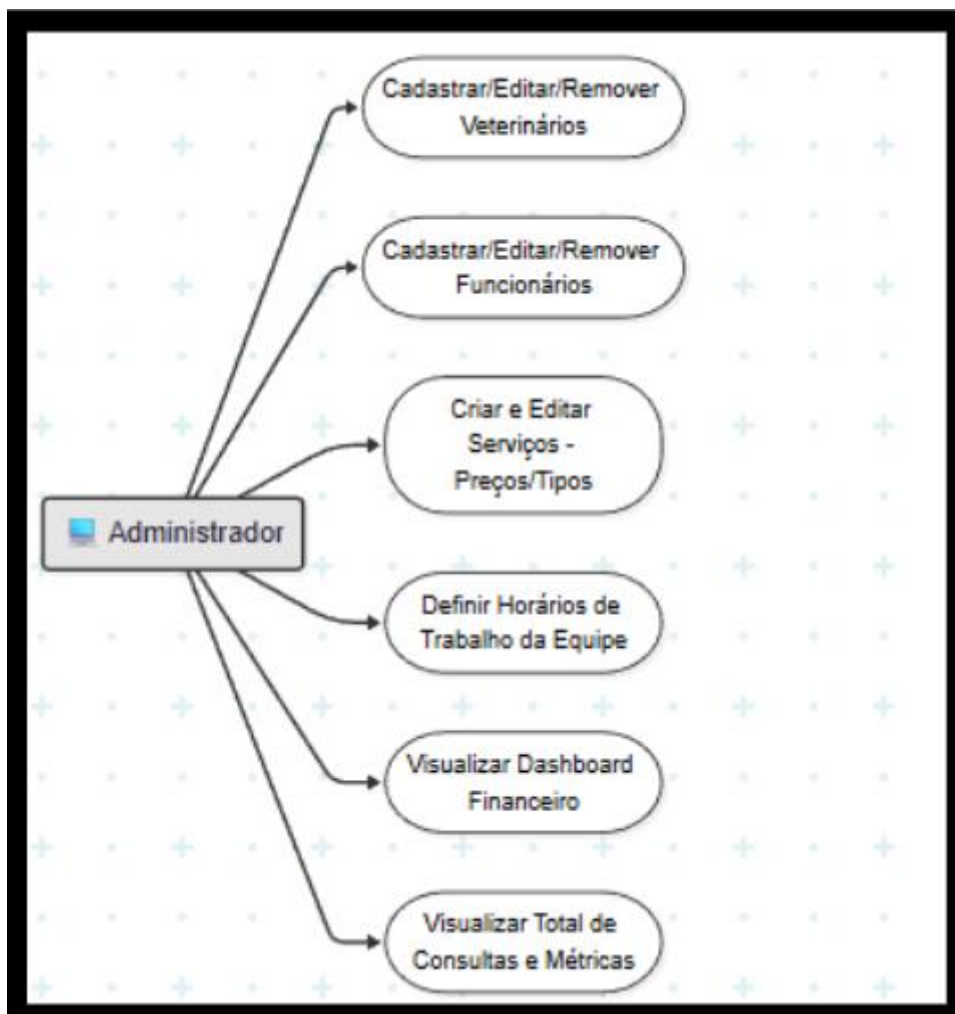 Cadastrar/Editar/Remover
Veterinários
Cadastrar/Editar/Remover
Funcionários
Criar e Editar
Serviços -
Preços/Tipos
Administrador
Definir Horários de
Trabalho da Equipe
Visualizar Dashboard
Financeiro
Visualizar Total de
Consultas e Métricas